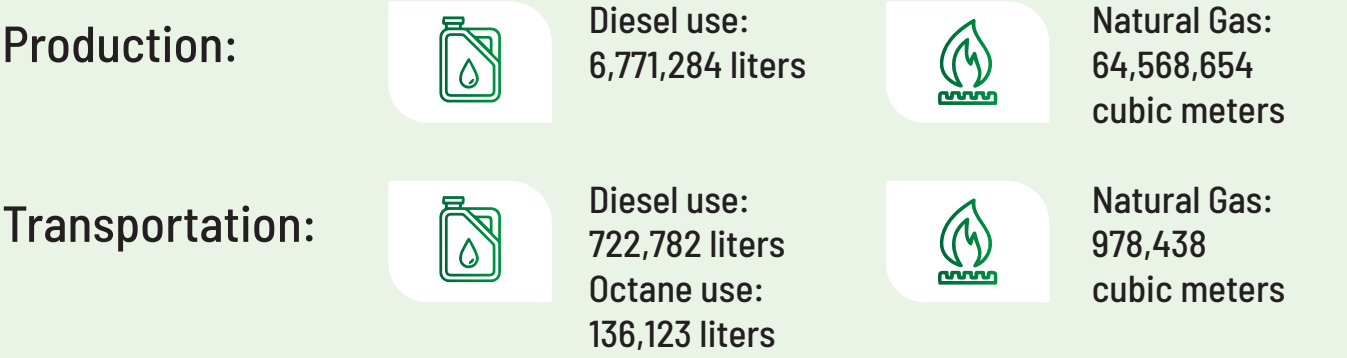 Production:
Diesel use:
6,771,284 liters
Natural Gas:
64,568,654
cubic meters
Transportation:
Diesel use:
722,782 liters
Octane use:
136,123 liters
Natural Gas:
978,438
cubic meters